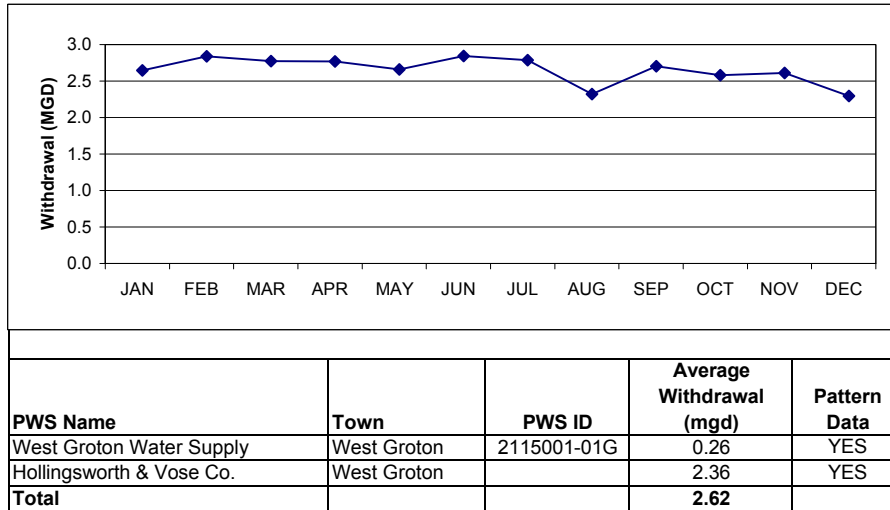 3.0
2.5
2.0
1.5
1.0
0.5
0.0
Withdrawal (MGD)
JAN FEB MAR APR MAY JUN JUL AUG SEP OCT NOV DEC
PWS Name Town PWS ID Average Withdrawal (mgd) Pattern Data
West Groton Water Supply West Groton 2115001-01G 0.26 YES
Hollingsworth & Vose Co. West Groton 2.36 YES
Total 2.62